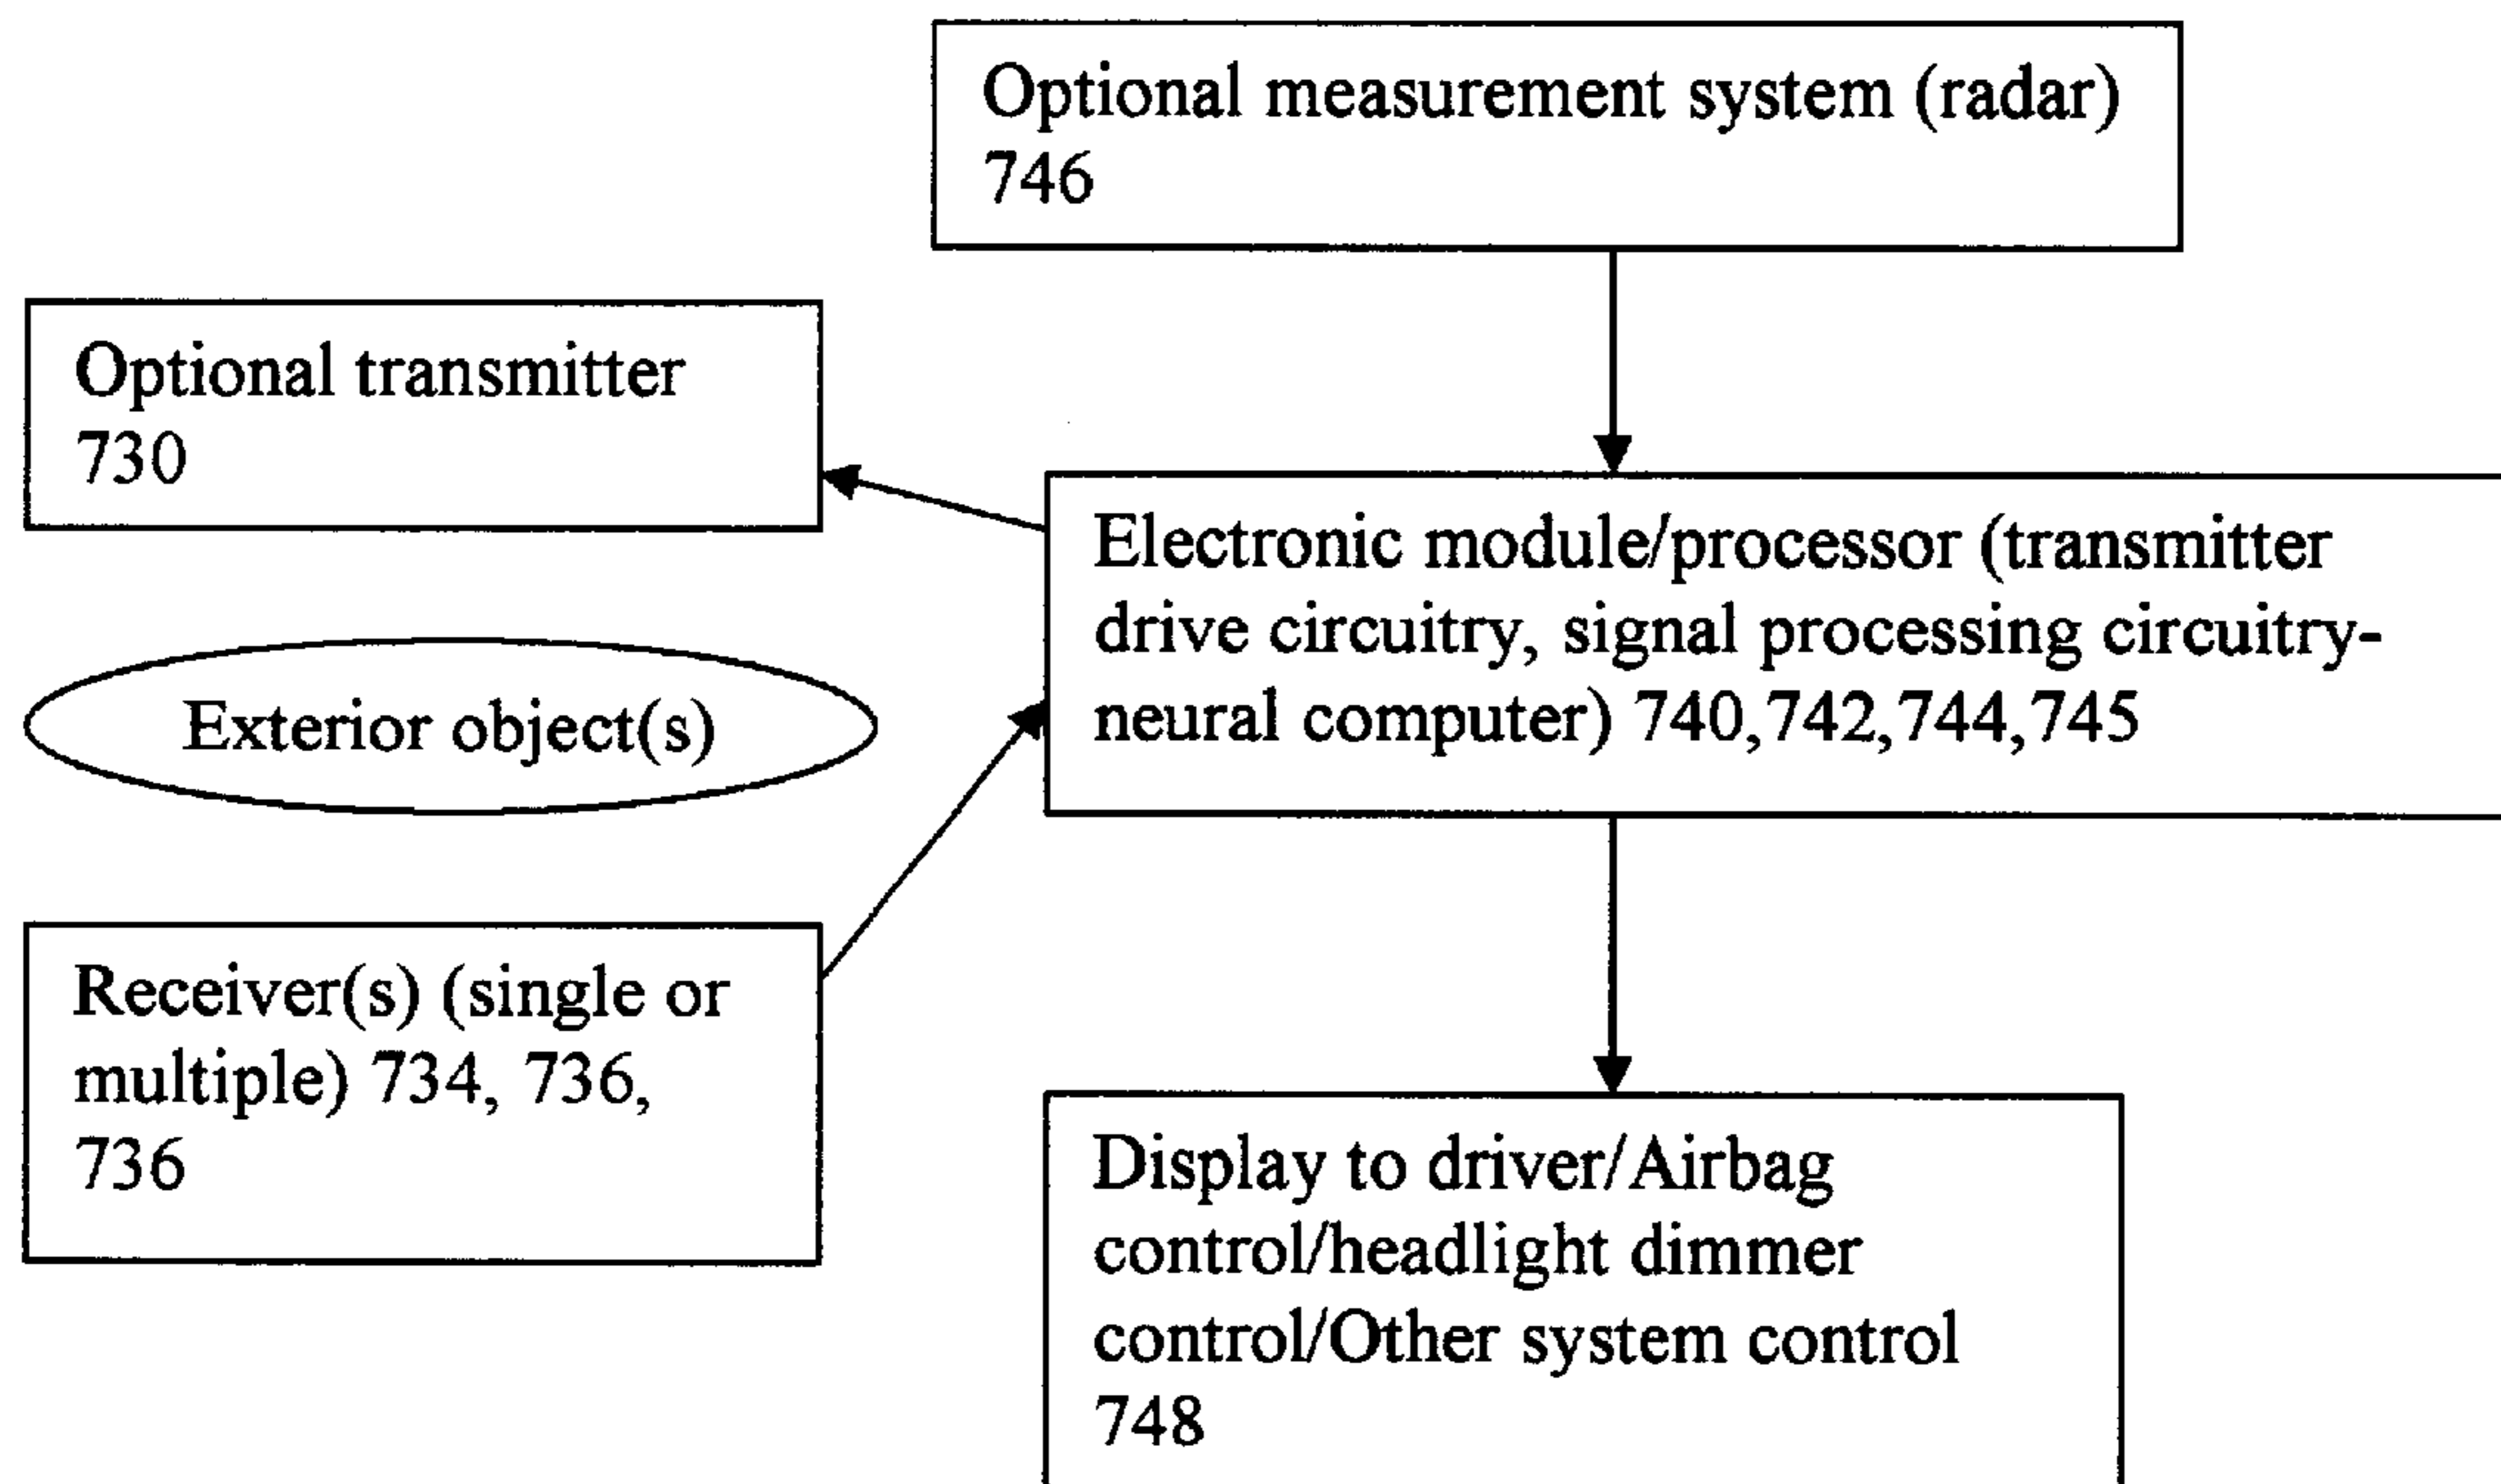 Optional measurement system (radar)
746
Optional transmitter
730
Electronic module/processor (transmitter
drive circuitry, signal processing circuitry-
neural computer) 740,742,744,745
Exterior object(s)
Receiver(s) (single or
multiple) 734, 736,
736
Display to driver/Airbag
control/headlight dimmer
control/Other system control
748